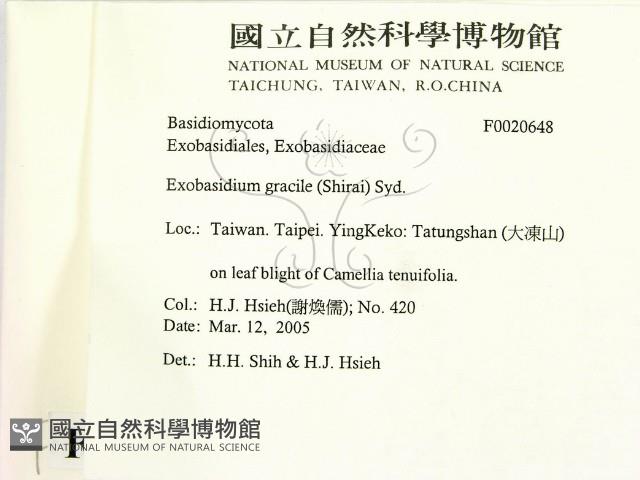 國立自然科學博物館
NATIONAL MUSEUM OF NATURAL SCIENCE
TAICHUNG, TAIWAN, R.O.CHINA
Basidiomycota F0020648
Exobasidiales, Exobasidiaceae
Exobasidium gracile (Shirai) Syd.
Loc.: Taiwan. Taipei. YingKeko: Tatungshan (大凍山)
on leaf blight of Camellia tenuifolia.
Col.: H.J. Hsieh(謝煥儒); No. 420
Date: Mar. 12, 2005
Det.: H.H. Shih & H.J. Hsieh
F
國立自然科學博物館
NATIONAL MUSEUM OF NATURAL SCIENCE